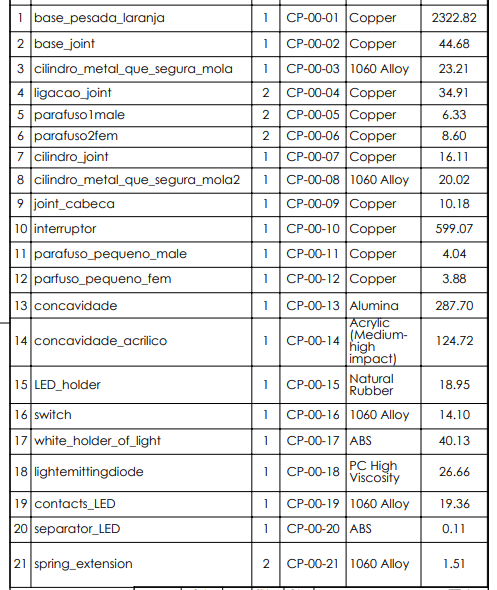 1 base_pesada_laranja 1 CP-00-01 Copper 2322.82
2 base_joint 1 CP-00-02 Copper 44.68
3 cilindro_metal_que_segura_mola 1 CP-00-03 1060 Alloy 23.21
4 ligacao_joint 2 CP-00-04 Copper 34.91
5 parafuso1male 2 CP-00-05 Copper 6.33
6 parafuso2fem 2 CP-00-06 Copper 8.60
7 cilindro_joint 1 CP-00-07 Copper 16.11
8 cilindro_metal_que_segura_mola2 1 CP-00-08 1060 Alloy 20.02
9 joint_cabeca 1 CP-00-09 Copper 10.18
10 interruptor 1 CP-00-10 Copper 599.07
11 parafuso_pequeno_male 1 CP-00-11 Copper 4.04
12 parfuso_pequeno_fem 1 CP-00-12 Copper 3.88
13 concavidade 1 CP-00-13 Alumina 287.70
14 concavidade_acrilico 1 CP-00-14 Acrylic
(Medium-
high
impact) 124.72
15 LED_holder 1 CP-00-15 Natural
Rubber 18.95
16 switch 1 CP-00-16 1060 Alloy 14.10
17 white_holder_of_light 1 CP-00-17 ABS 40.13
18 lightemittingdiode 1 CP-00-18 PC High
Viscosity 26.66
19 contacts_LED 1 CP-00-19 1060 Alloy 19.36
20 separator_LED 1 CP-00-20 ABS 0.11
21 spring_extension 2 CP-00-21 1060 Alloy 1.51